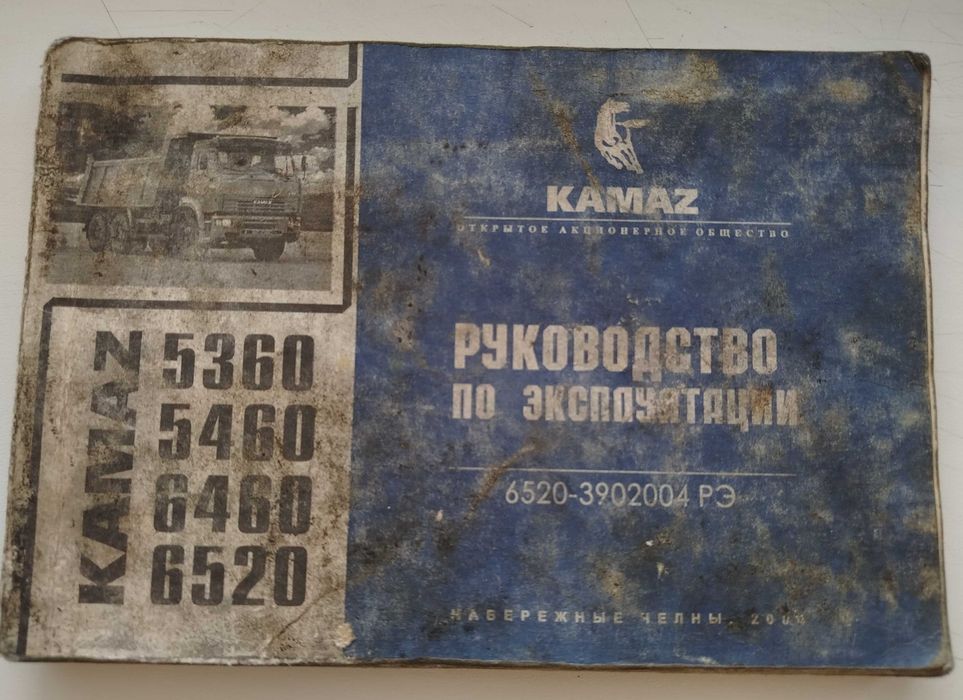 KAMAZ
5360
5460
6460
6520
KAMAZ
ОТКРЫТОЕ АКЦИОНЕРНОЕ ОБЩЕСТВО
РУКОВОДСТВО
ПО ЭКСПЛУАТАЦИИ
6520-3902004 РЭ
НАБЕРЕЖНЫЕ ЧЕЛНЫ,